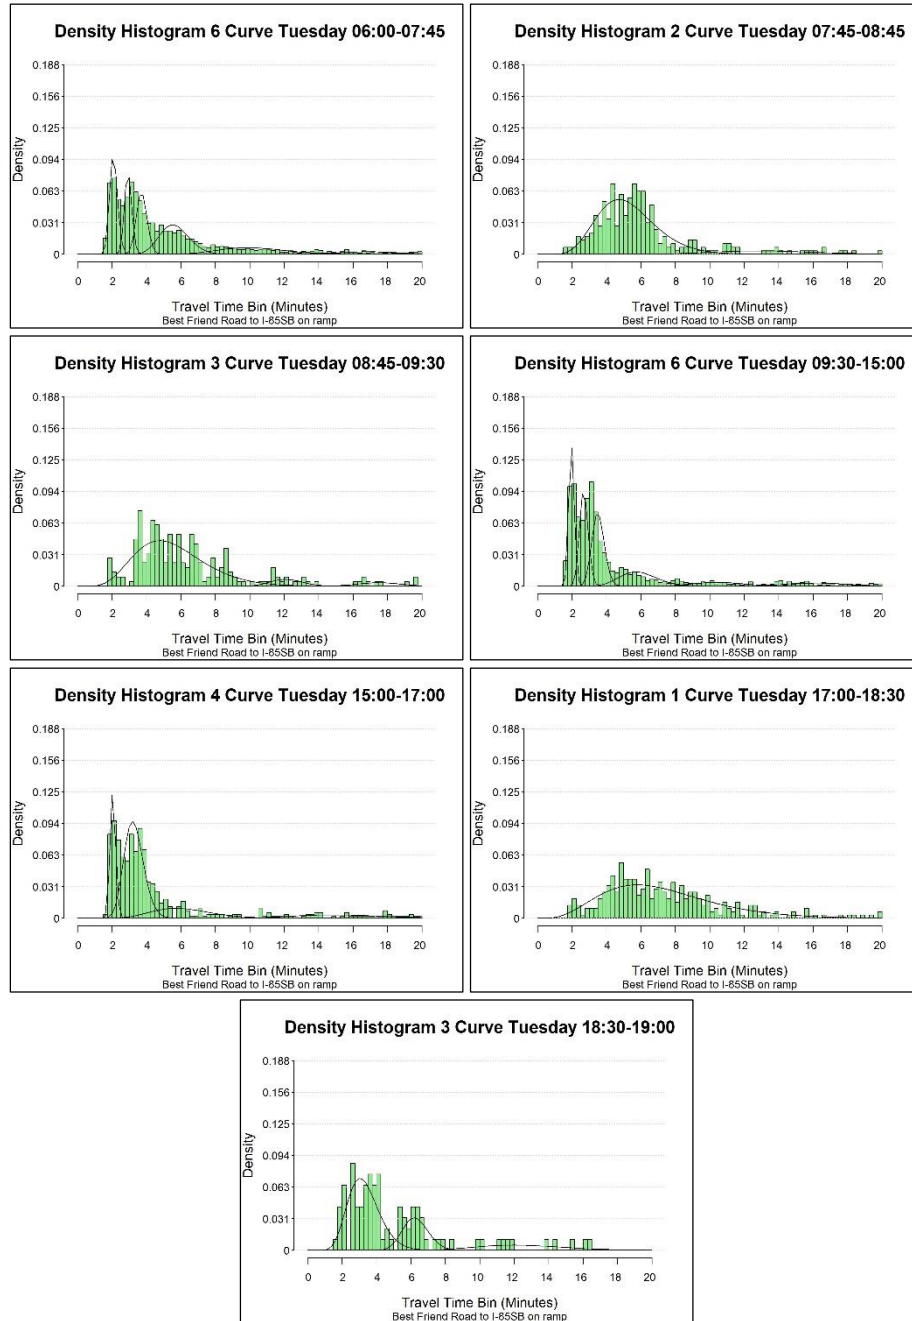 Density Histogram 6 Curve Tuesday 06:00-07:45
0.188
0.156
0.125
0.094
0.063
0.031
0
Density
0 2 4 6 8 10 12 14 16 18 20
Travel Time Bin (Minutes)
Best Friend Road to I-85SB on ramp
Density Histogram 2 Curve Tuesday 07:45-08:45
0.188
0.156
0.125
0.094
0.063
0.031
0
Density
0 2 4 6 8 10 12 14 16 18 20
Travel Time Bin (Minutes)
Best Friend Road to I-85SB on ramp
Density Histogram 3 Curve Tuesday 08:45-09:30
0.188
0.156
0.125
0.094
0.063
0.031
0
Density
0 2 4 6 8 10 12 14 16 18 20
Travel Time Bin (Minutes)
Best Friend Road to I-85SB on ramp
Density Histogram 6 Curve Tuesday 09:30-15:00
0.188
0.156
0.125
0.094
0.063
0.031
0
Density
0 2 4 6 8 10 12 14 16 18 20
Travel Time Bin (Minutes)
Best Friend Road to I-85SB on ramp
Density Histogram 4 Curve Tuesday 15:00-17:00
0.188
0.156
0.125
0.094
0.063
0.031
0
Density
0 2 4 6 8 10 12 14 16 18 20
Travel Time Bin (Minutes)
Best Friend Road to I-85SB on ramp
Density Histogram 1 Curve Tuesday 17:00-18:30
0.188
0.156
0.125
0.094
0.063
0.031
0
Density
0 2 4 6 8 10 12 14 16 18 20
Travel Time Bin (Minutes)
Best Friend Road to I-85SB on ramp
Density Histogram 3 Curve Tuesday 18:30-19:00
0.188
0.156
0.125
0.094
0.063
0.031
0
Density
0 2 4 6 8 10 12 14 16 18 20
Travel Time Bin (Minutes)
Best Friend Road to I-85SB on ramp